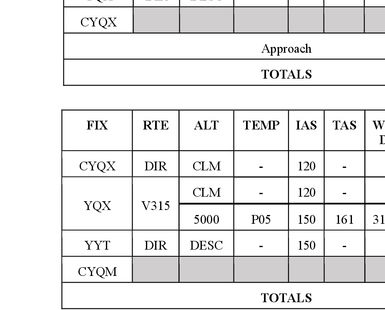 CYQX
Approach
TOTALS
FIX RTE ALT TEMP IAS TAS
CYQX DIR CLM - 120 -
CLM - 120 -
YQX V315
5000 P05 150 161
YYT DIR DESC - 150 -
CYQM
TOTALS